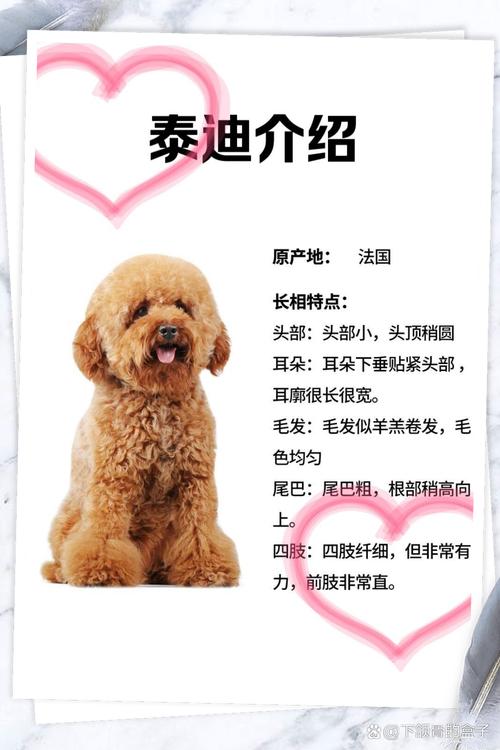 泰迪介绍
原产地： 法国
长相特点：
头部：头部小，头顶稍圆
耳朵：耳朵下垂贴紧头部，
耳廓很长很宽。
毛发：毛发似羊羔卷发，毛
色均匀
尾巴：尾巴粗，根部稍高向
上。
四肢：四肢纤细，但非常有
力，前肢非常直。
@下颌骨的盒子